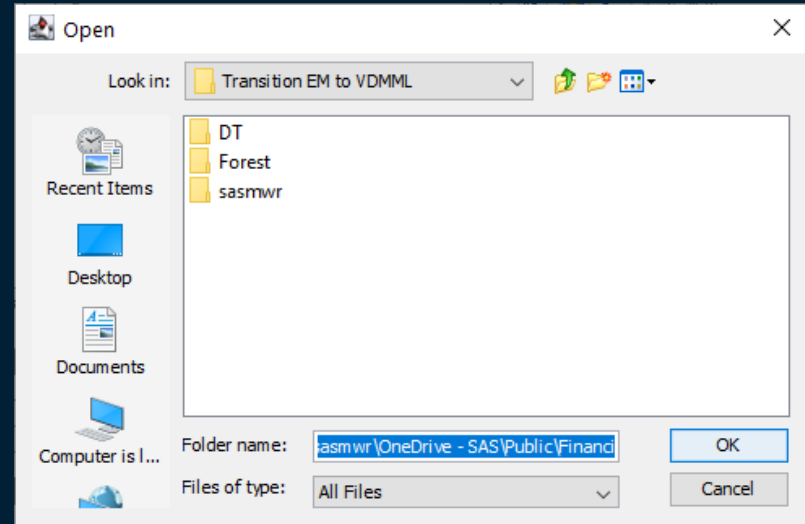 Open
Look in:
Transition EM to VDMML
Recent Items
Desktop
Documents
Computer is l...
DT
Forest
sasmwr
Folder name:
sasmwr\OneDrive - SAS\Public\Financi
OK
Files of type:
All Files
Cancel